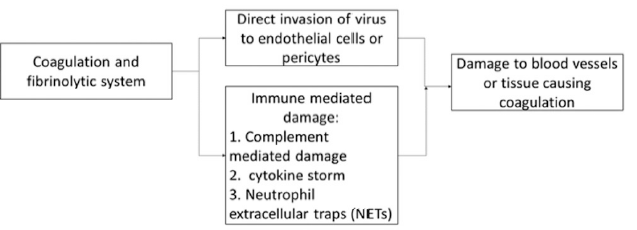 Coagulation and
fibrinolytic system
Direct invasion of virus
to endothelial cells or
pericytes
Immune mediated
damage:
1. Complement
mediated damage
2. cytokine storm
3. Neutrophil
extracellular traps (NETs)
Damage to blood vessels
or tissue causing
coagulation